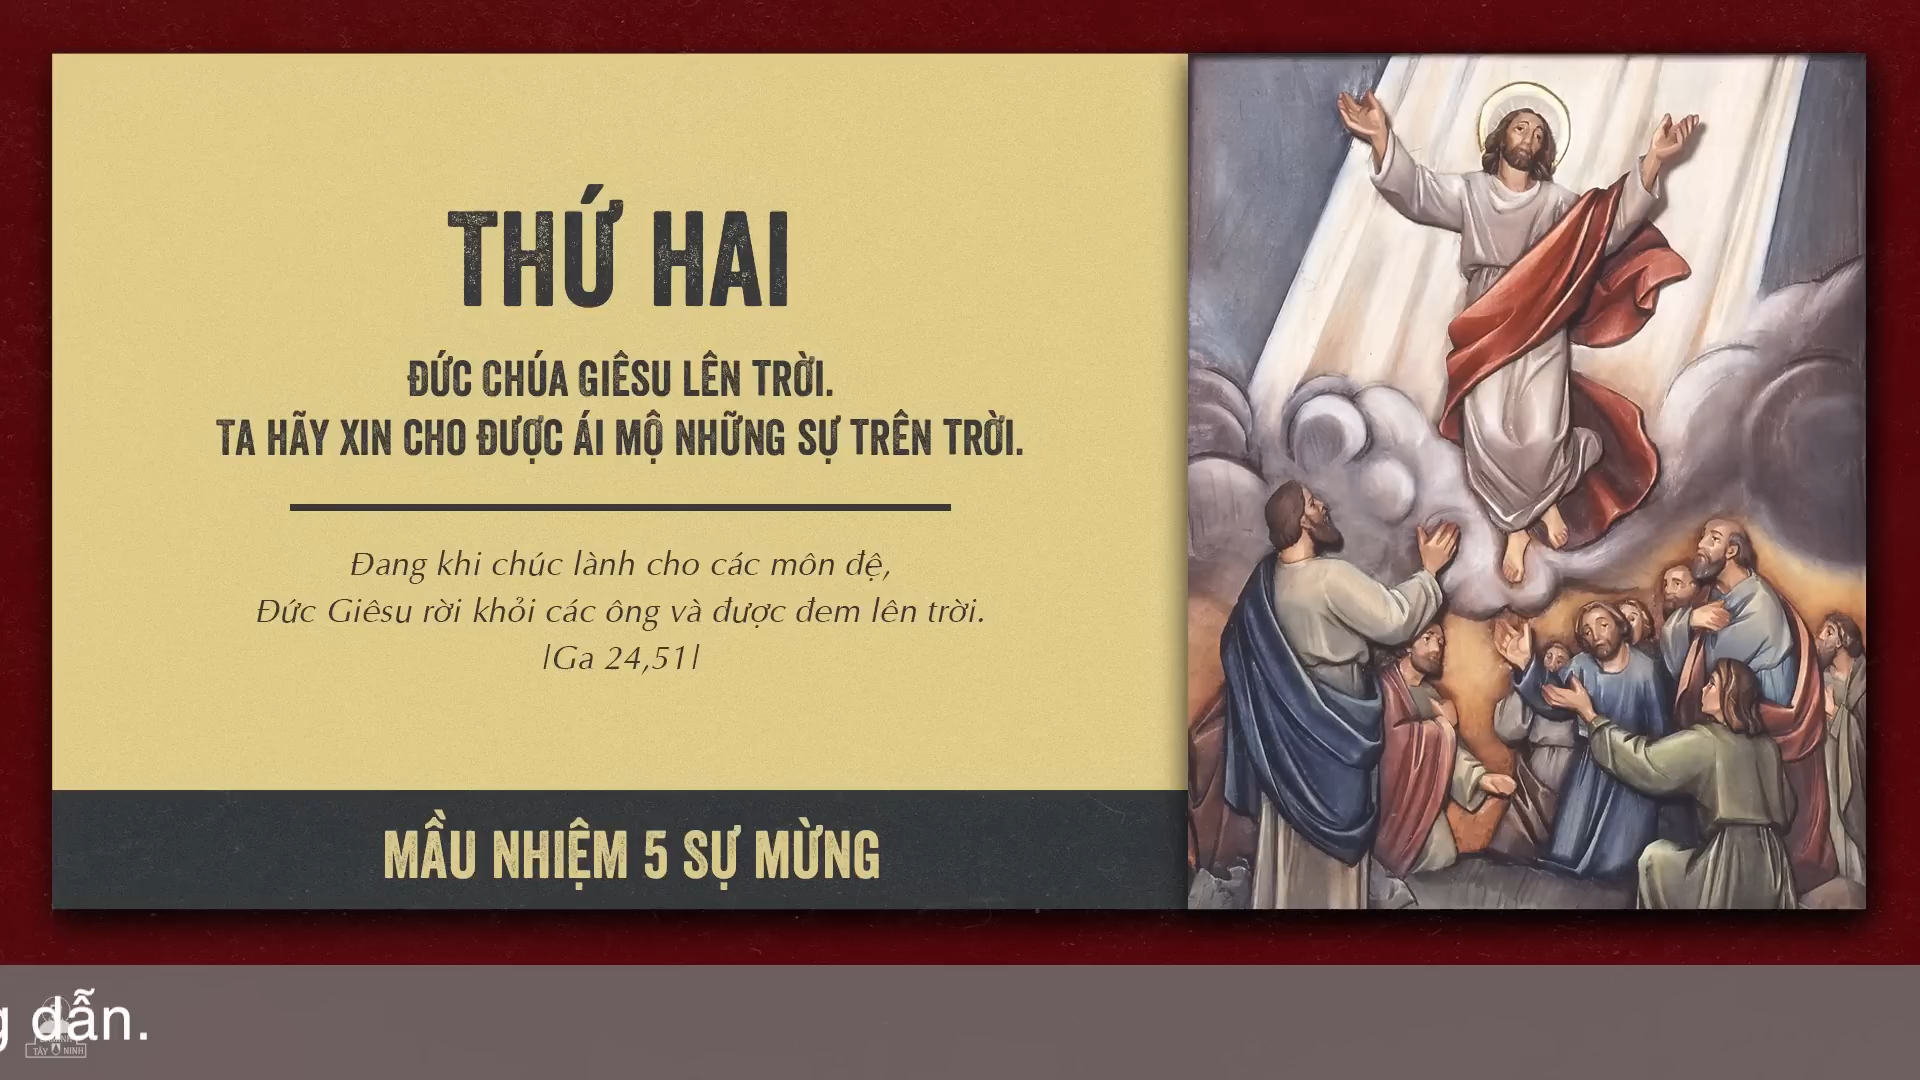 THỨ HAI
ĐỨC CHÚA GIÊSU LÊN TRỜI.
TA HÃY XIN CHO ĐƯỢC ÁI MỘ NHỮNG SỰ TRÊN TRỜI.
Đang khi chúc lành cho các môn đệ,
Đức Giêsu rời khỏi các ông và được đem lên trời.
|Ga 24,51|
MẦU NHIỆM 5 SỰ MỪNG
g dẫn.
TÂY NINH